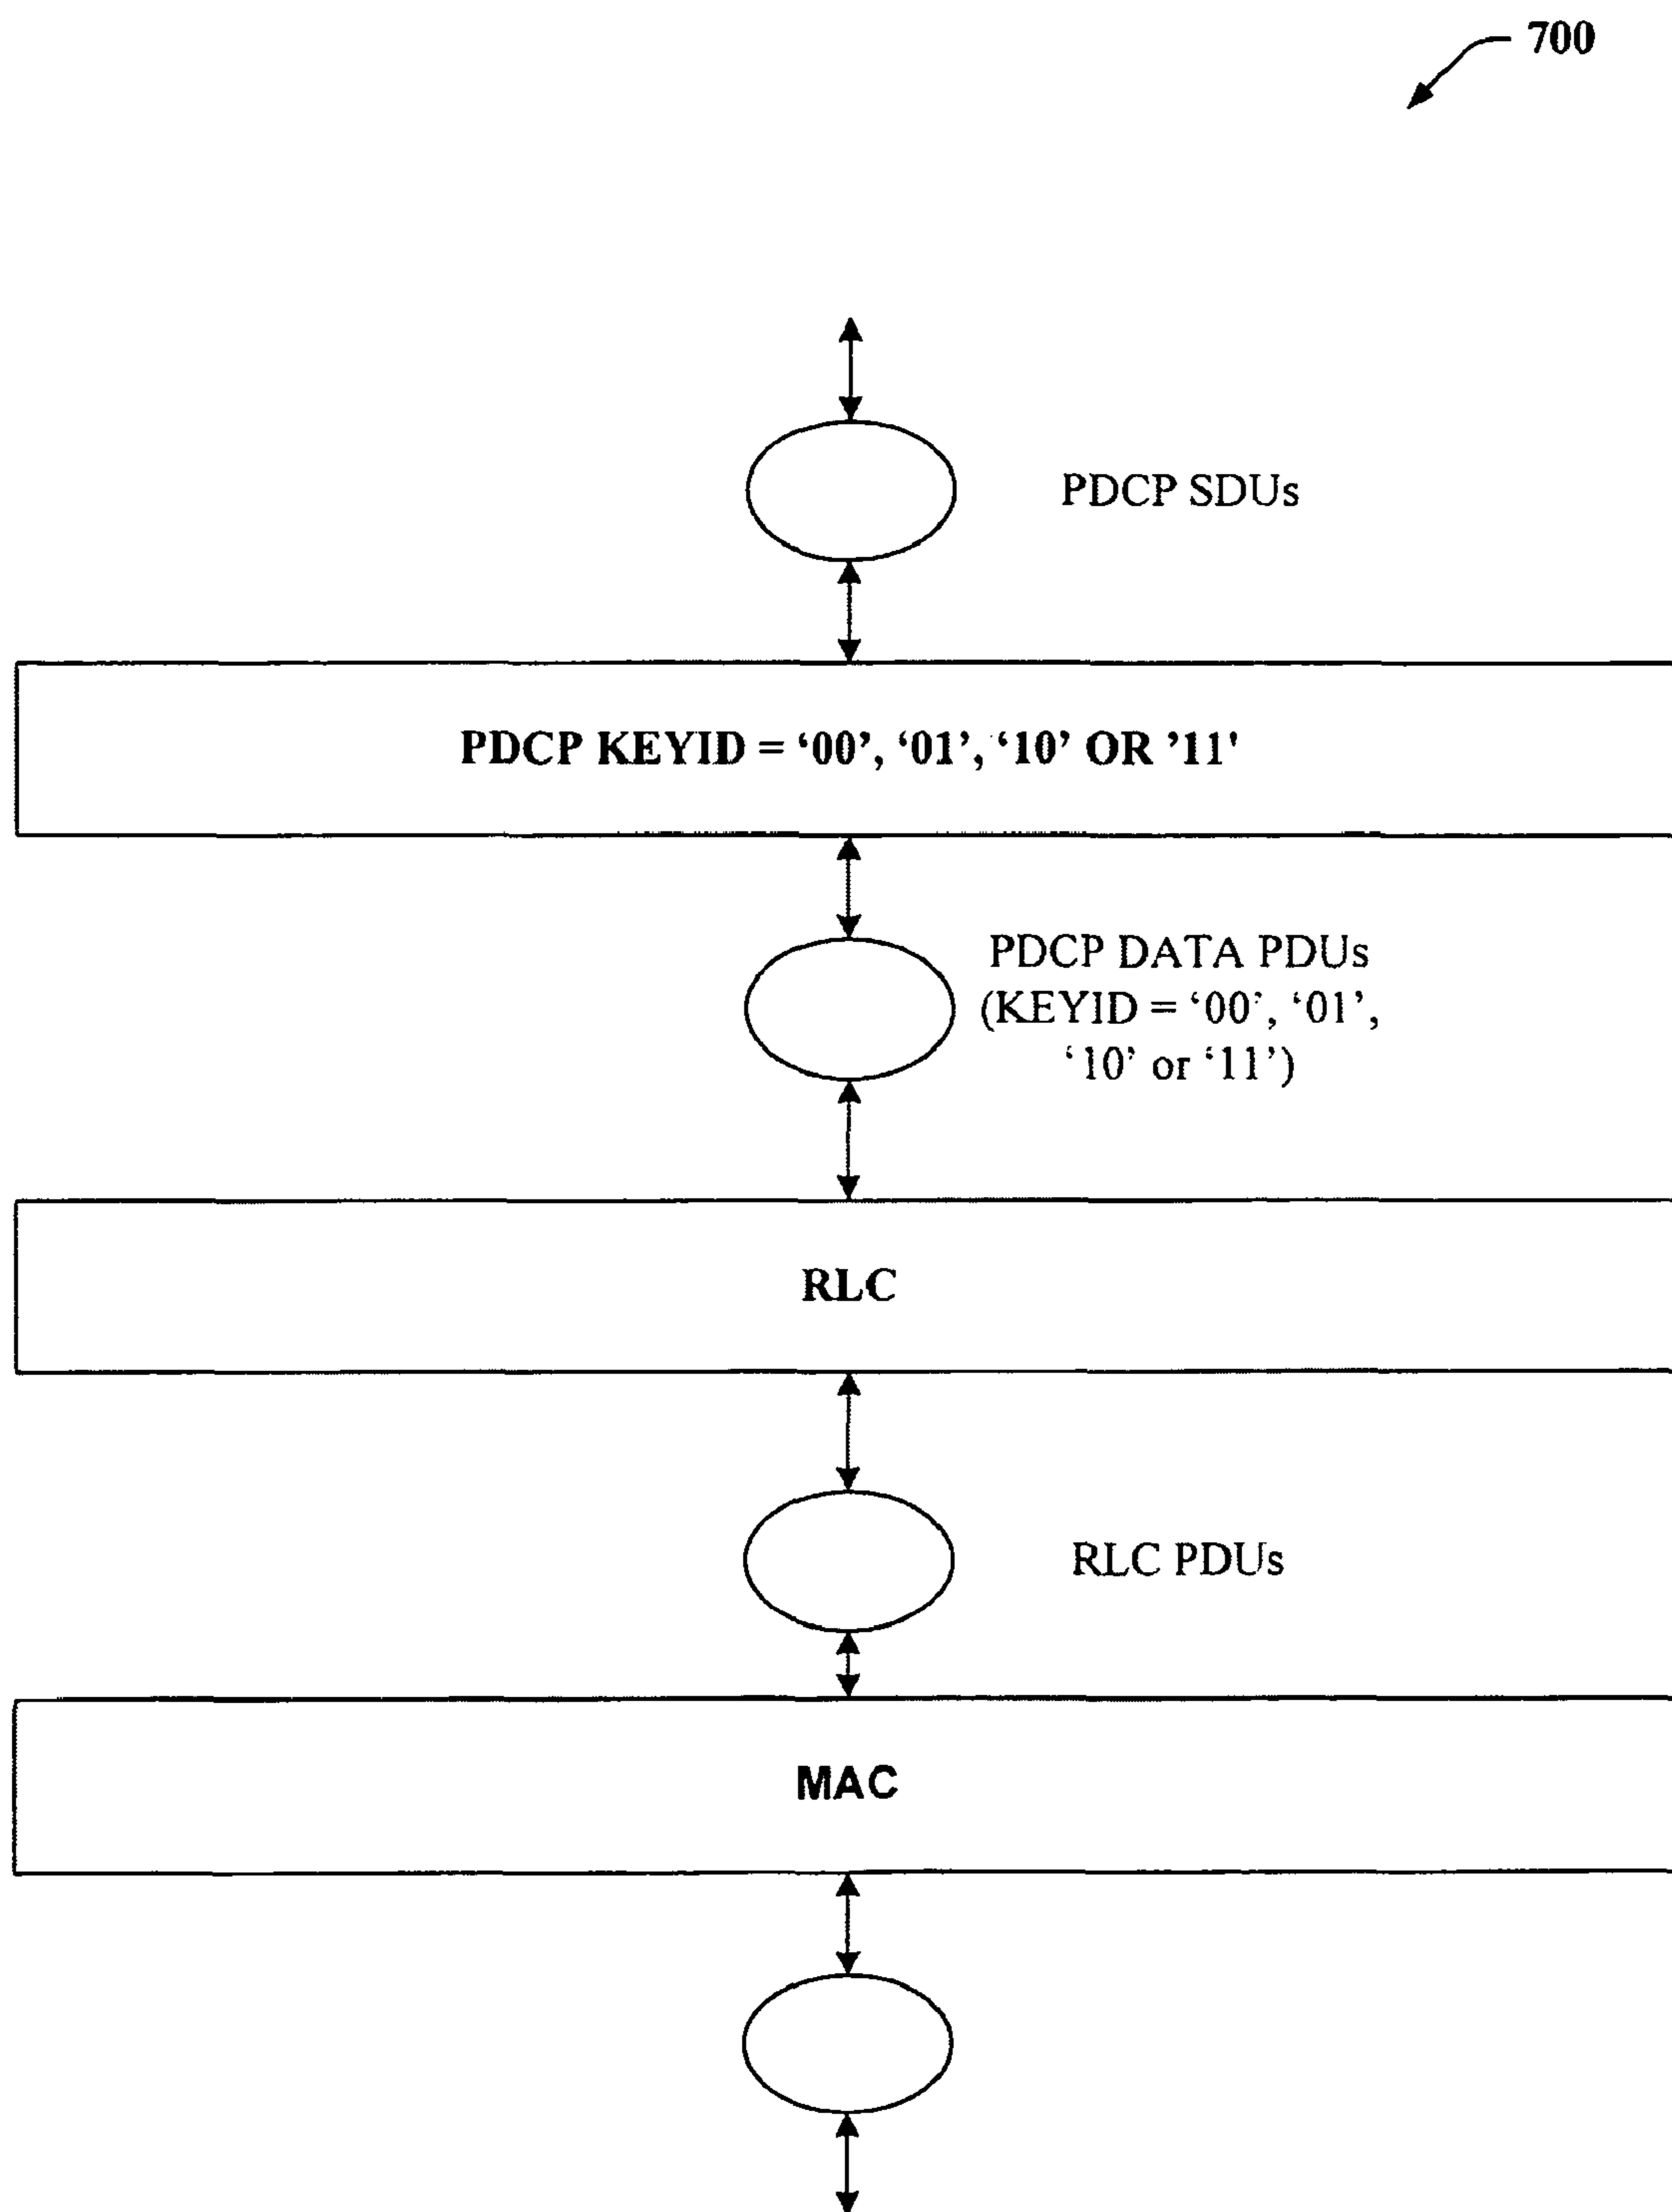 700
PDCP SDUs
PDCP KEYID = ‘00’, ‘01’, ‘10’ OR ’11'
PDCP DATA PDUs
(KEYID = ‘00’, ‘01’,
‘10’ or ‘11’)
RLC
RLC PDUs
MAC